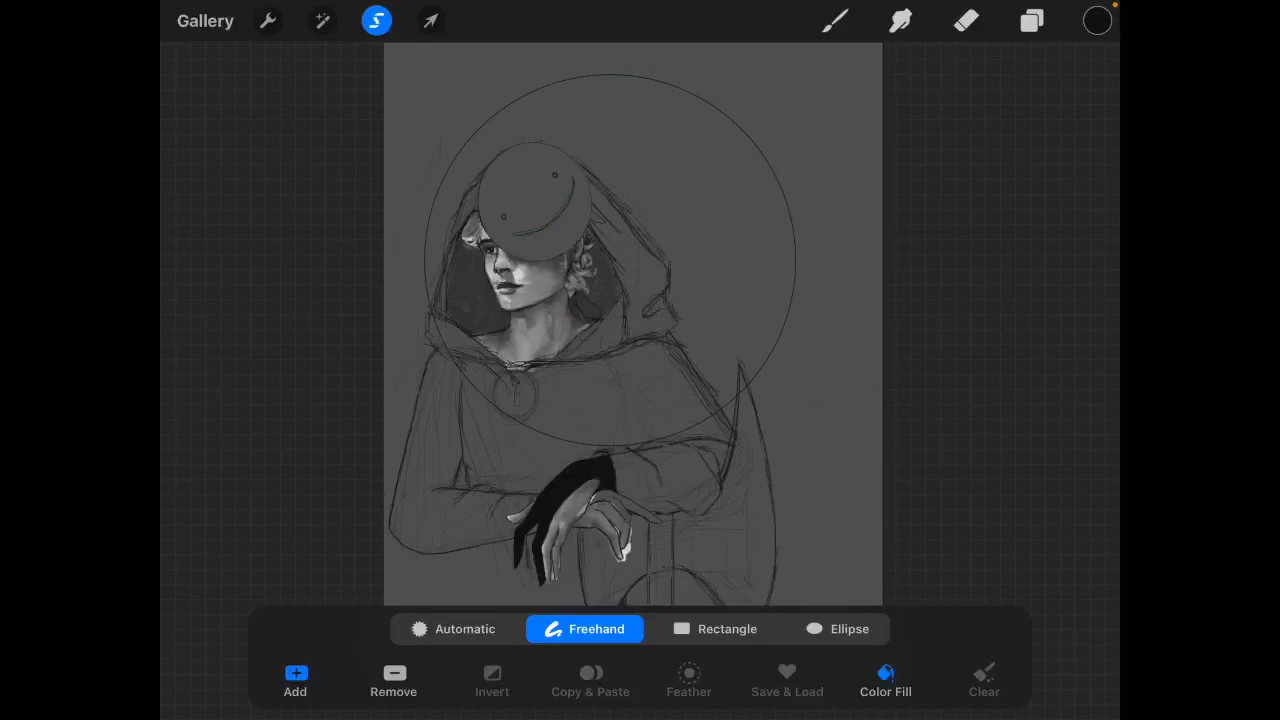 Gallery
Automatic Freehand Rectangle Ellipse
Add Remove Invert Copy & Paste Feather Save & Load Color Fill Clear